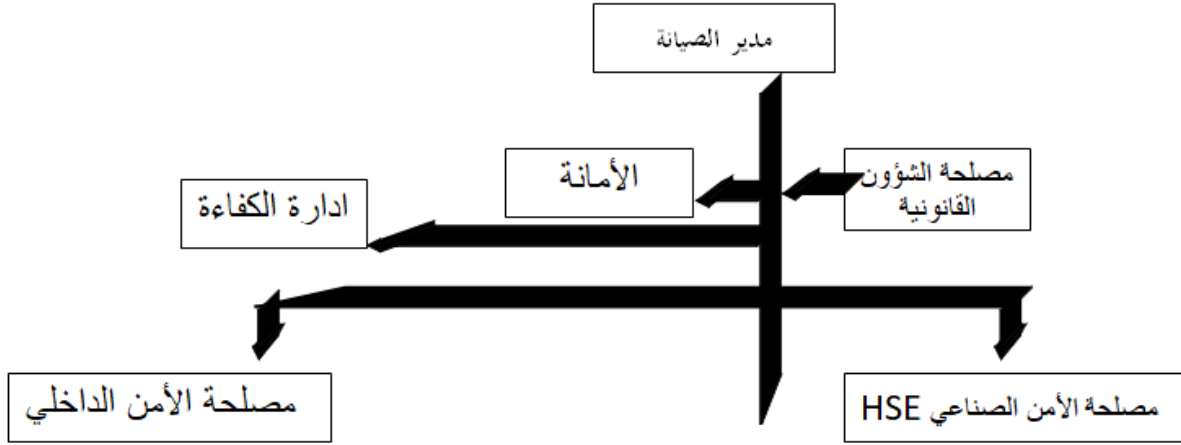 مدير الصيانة
مصلحة الشؤون
القانونية
الأمانة
ادارة الكفاءة
مصلحة الأمن الصناعي HSE
مصلحة الأمن الداخلي